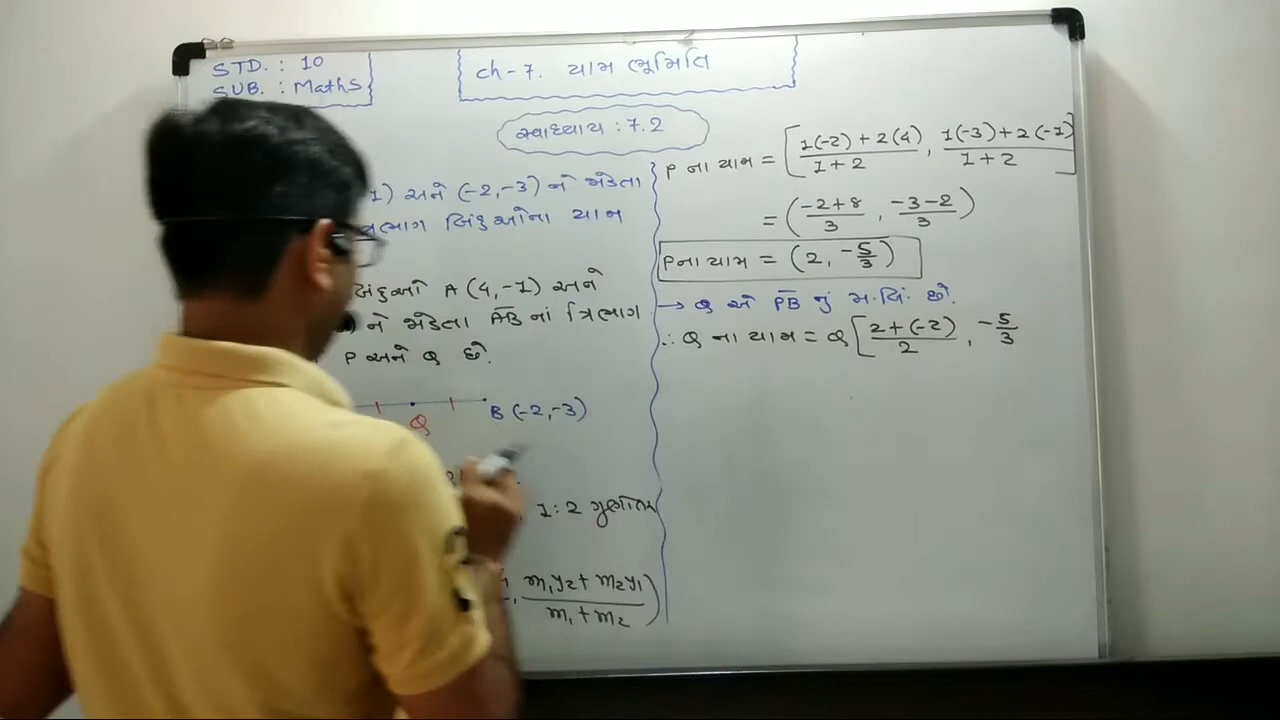 STD. : 10
SUB. : Maths
ch-7. યામ ભૂમિતિ
સ્વાધ્યાય : 7.2
1) અને (-2,-3) ને જોડતા
ત્રિભાગ બિંદુઓના યામ
બિંદુઓ A (4,-1) અને
ને જોડતા A̅B̅ નાં ત્રિભાગ
P અને Q છે.
Q
B (-2,-3)
1:2 ગુણોત્તર
, (m₁y₂ + m₂y₁)/(m₁ + m₂) )
P ના યામ = [ (1(-2) + 2(4))/(1+2) , (1(-3) + 2(-1))/(1+2) ]
= ( (-2+8)/3 , (-3-2)/3 )
P ના યામ = (2, -5/3)
→ Q એ P̅B̅ નું મ.બિં. છે.
∴ Q ના યામ = Q [ (2+(-2))/2 , -5/3